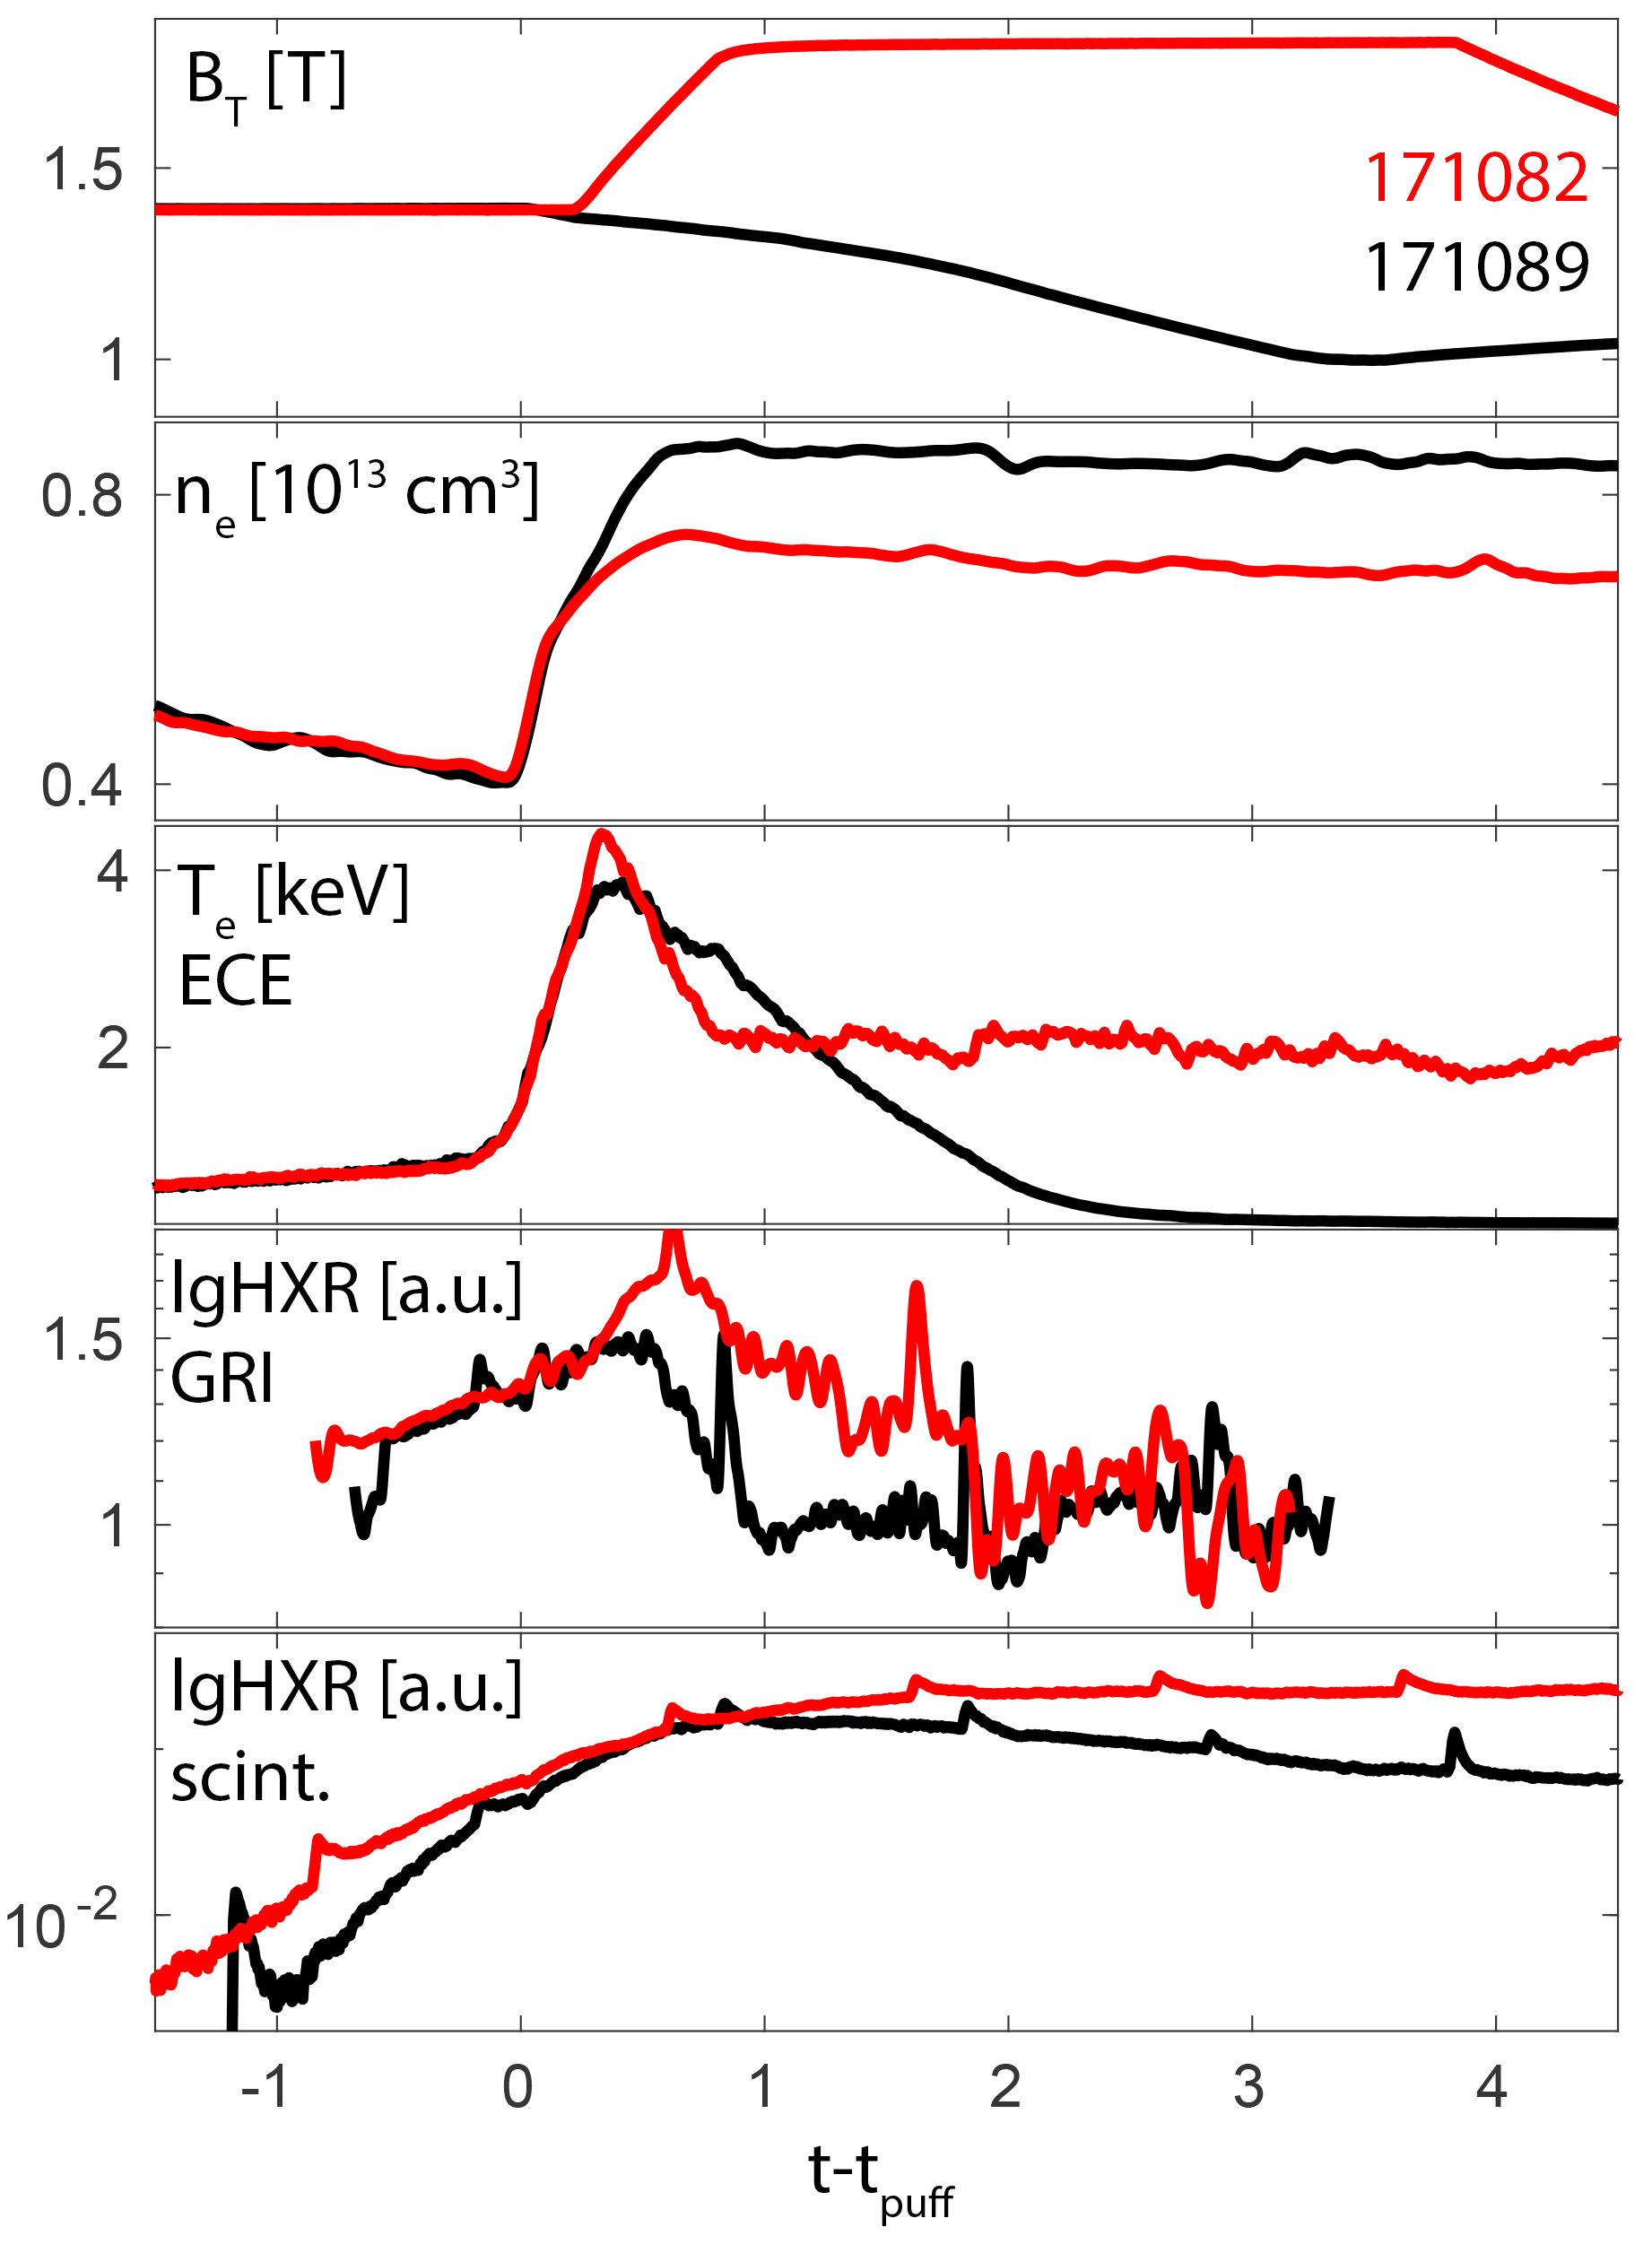 B_T [T]
1.5
171082
171089
1
n_e [10^13 cm^3]
0.8
0.4
T_e [keV]
4
ECE
2
lgHXR [a.u.]
1.5
GRI
1
lgHXR [a.u.]
scint.
10^-2
-1 0 1 2 3 4
t-t_puff